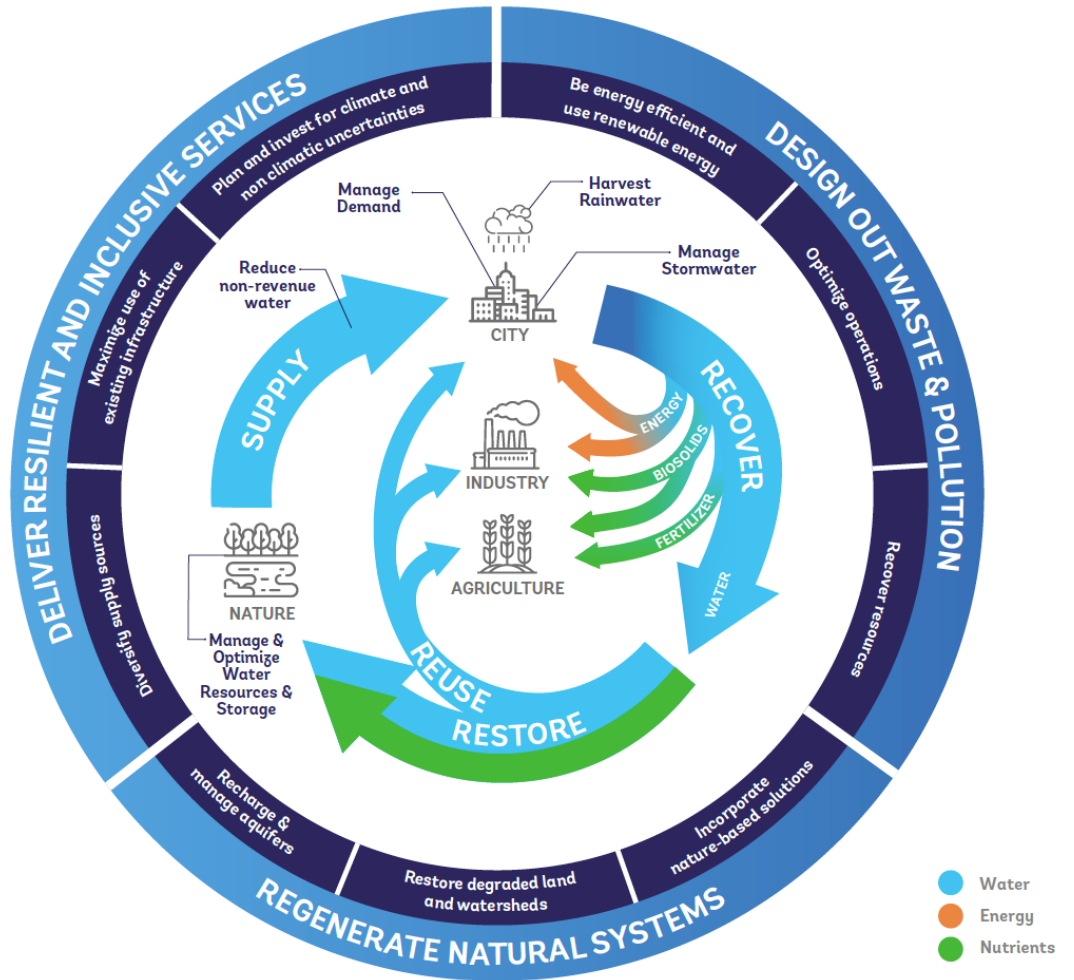 DELIVER RESILIENT AND INCLUSIVE SERVICES
Plan and invest for climate and
non climatic uncertainties
Maximize use of
existing infrastructure
Diversify supply sources
DESIGN OUT WASTE & POLLUTION
Be energy efficient and
use renewable energy
Optimize operations
Recover resources
REGENERATE NATURAL SYSTEMS
Incorporate
nature-based solutions
Restore degraded land
and watersheds
Recharge &
manage aquifers
Manage
Demand
Harvest
Rainwater
Manage
Stormwater
Reduce
non-revenue
water
CITY
SUPPLY
RECOVER
ENERGY
BIOSOLIDS
FERTILIZER
WATER
INDUSTRY
AGRICULTURE
NATURE
Manage &
Optimize
Water
Resources &
Storage
REUSE
RESTORE
Water
Energy
Nutrients